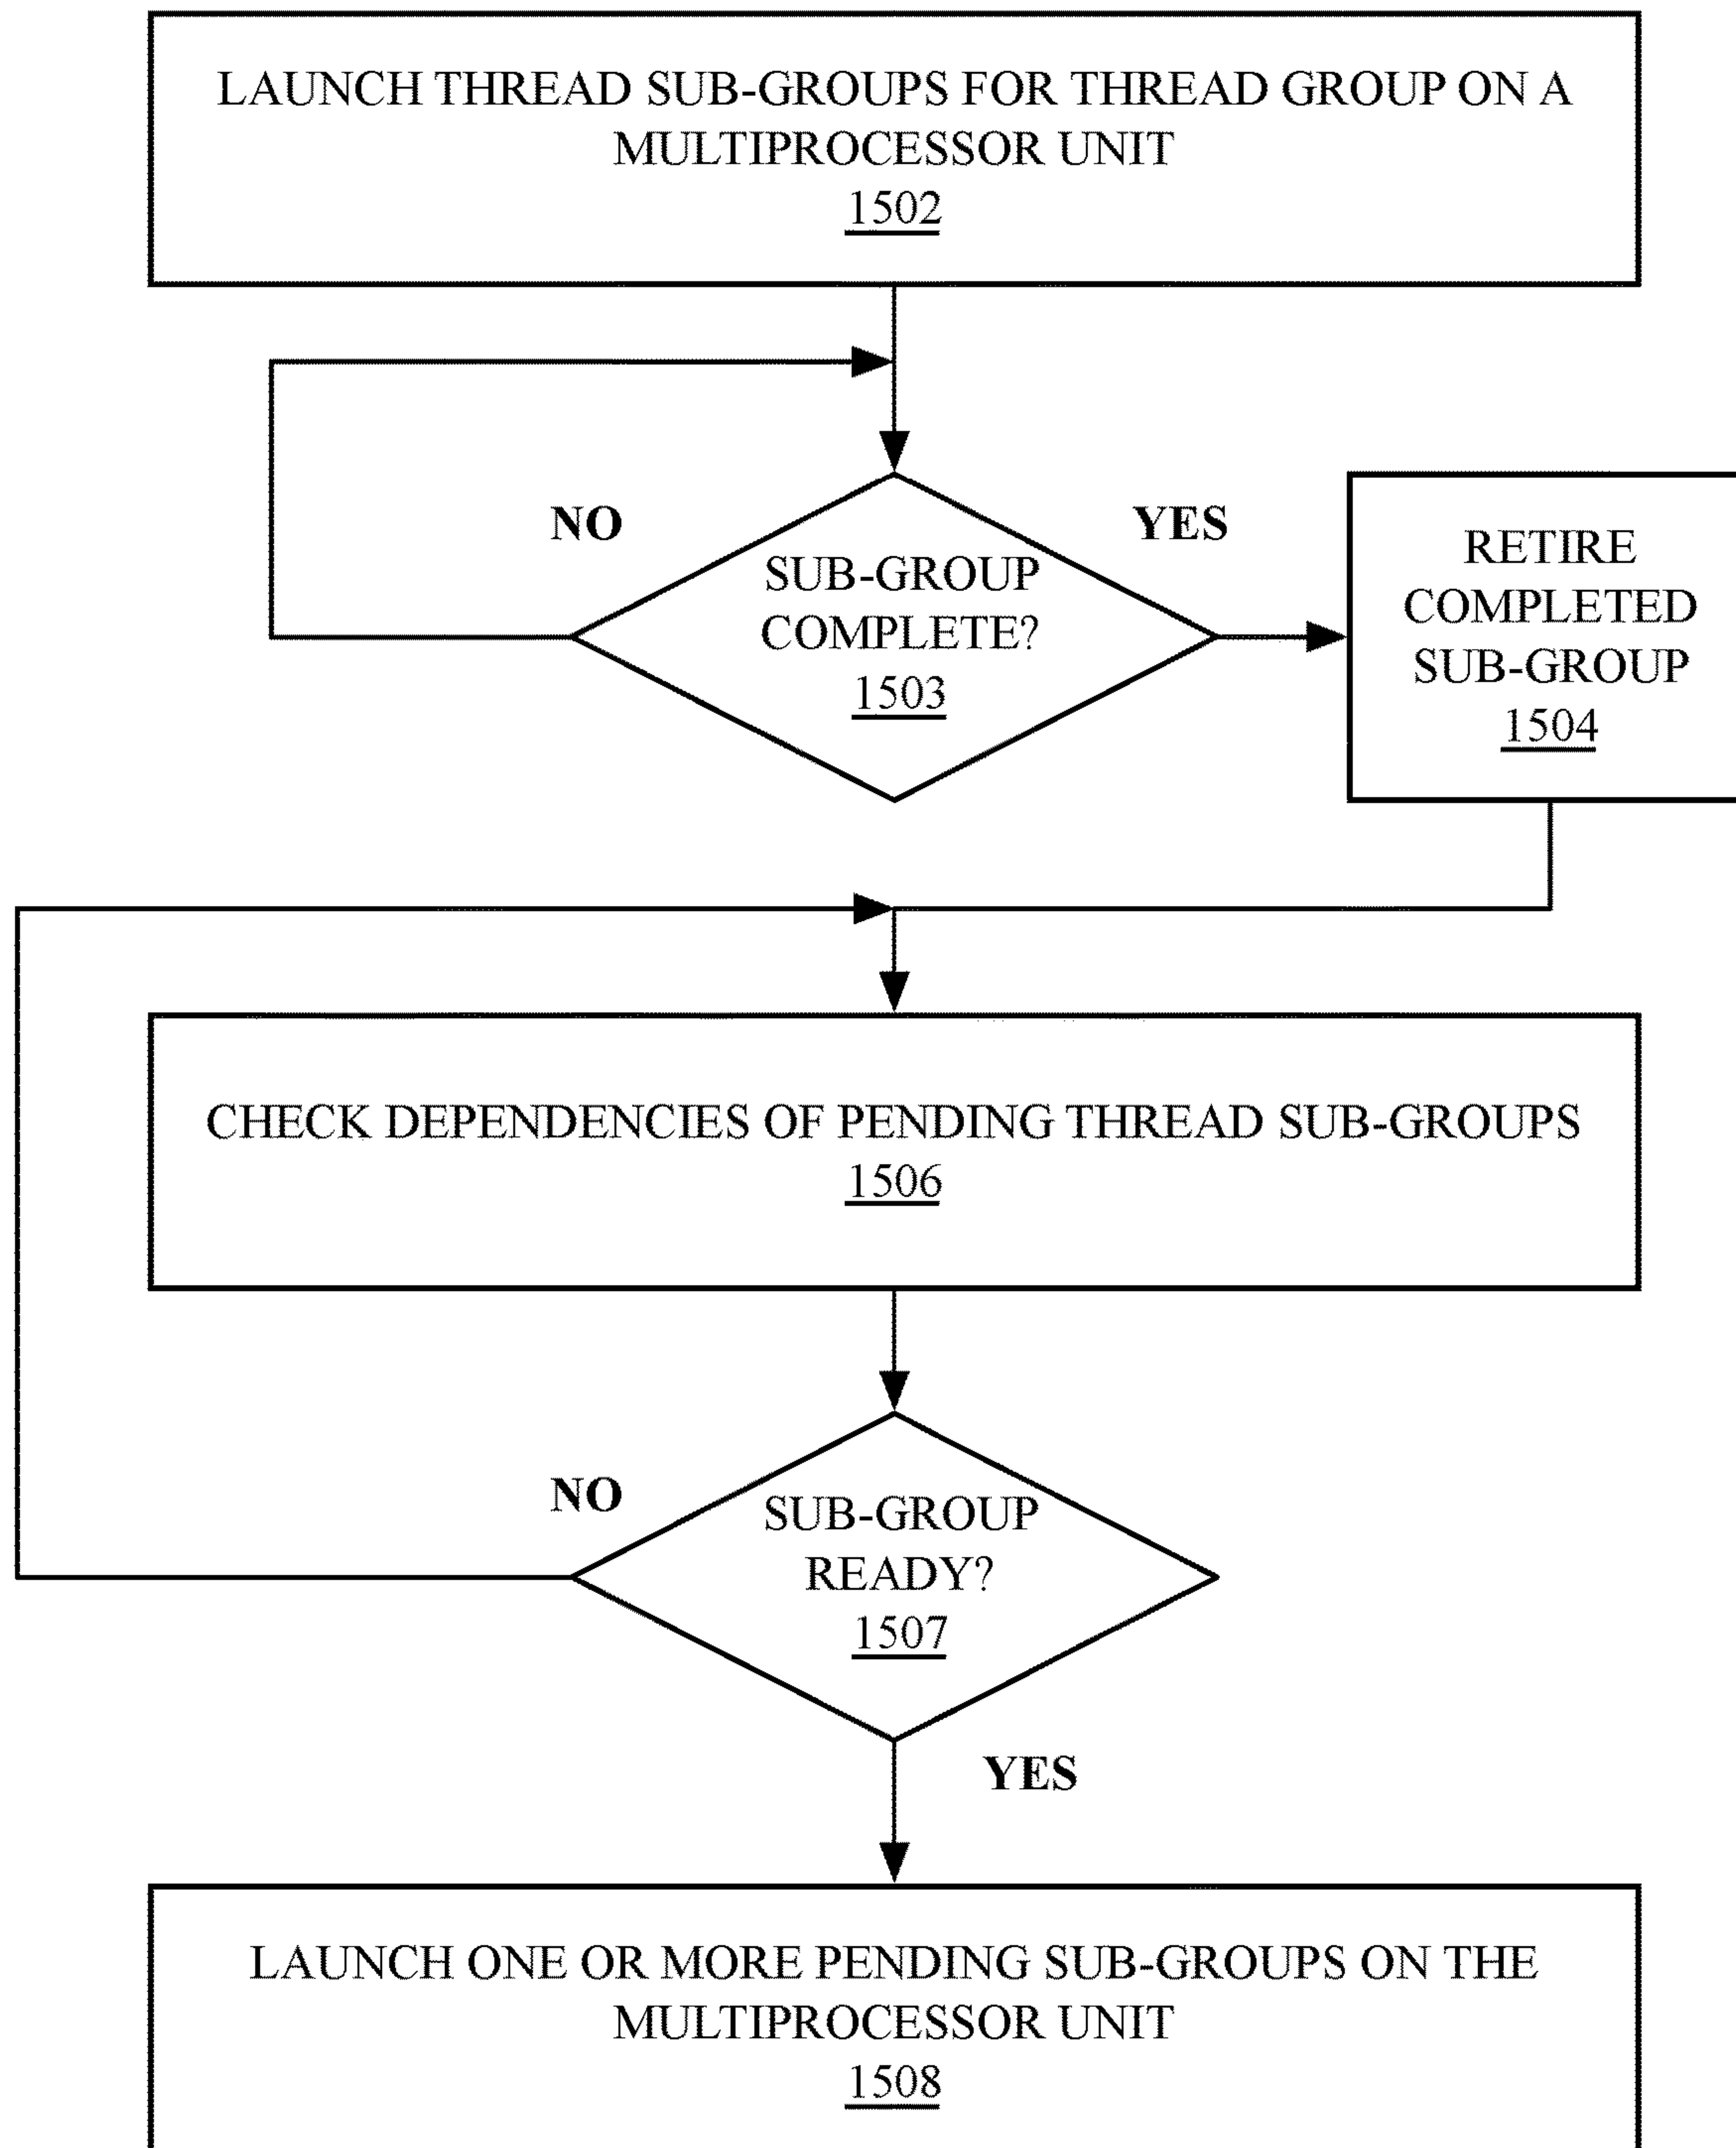 LAUNCH THREAD SUB-GROUPS FOR THREAD GROUP ON A
MULTIPROCESSOR UNIT
1502
NO
YES
SUB-GROUP
COMPLETE?
1503
RETIRE
COMPLETED
SUB-GROUP
1504
CHECK DEPENDENCIES OF PENDING THREAD SUB-GROUPS
1506
NO
SUB-GROUP
READY?
1507
YES
LAUNCH ONE OR MORE PENDING SUB-GROUPS ON THE
MULTIPROCESSOR UNIT
1508